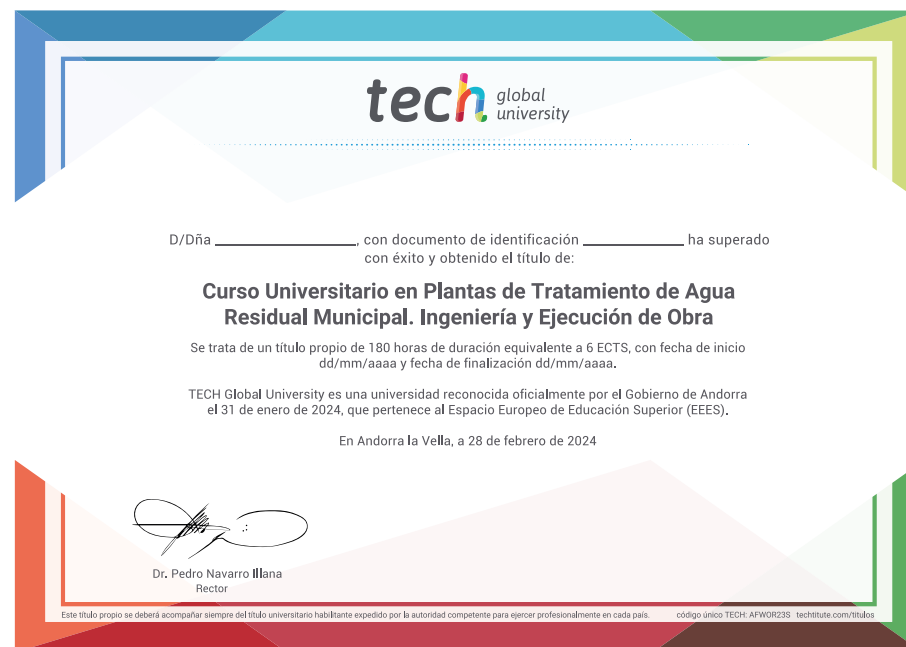 tech global
university
D/Dña ______________, con documento de identificación __________ ha superado
con éxito y obtenido el título de:
Curso Universitario en Plantas de Tratamiento de Agua
Residual Municipal. Ingeniería y Ejecución de Obra
Se trata de un título propio de 180 horas de duración equivalente a 6 ECTS, con fecha de inicio
dd/mm/aaaa y fecha de finalización dd/mm/aaaa.
TECH Global University es una universidad reconocida oficialmente por el Gobierno de Andorra
el 31 de enero de 2024, que pertenece al Espacio Europeo de Educación Superior (EEES).
En Andorra la Vella, a 28 de febrero de 2024
Dr. Pedro Navarro Illana
Rector
Este título propio se deberá acompañar siempre del título universitario habilitante expedido por la autoridad competente para ejercer profesionalmente en cada país. código único TECH: AFWOR23S techtitute.com/titulos